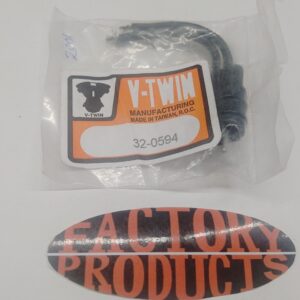 V-TWIN
V-TWIN
MANUFACTURING
MADE IN TAIWAN, R.O.C.
32-0594
FACTORY
PRODUCTS